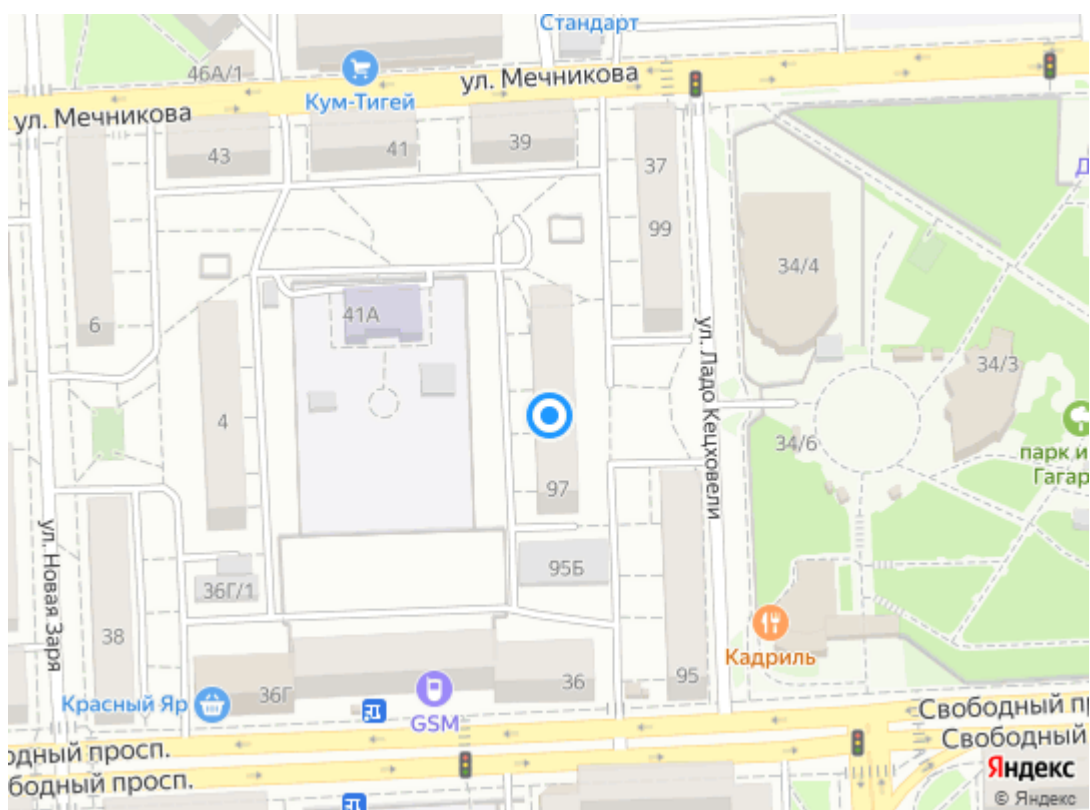 Стандарт
46А/1
ул. Мечникова
Кум-Тигей
ул. Мечникова
43
41
39
37
99
34/4
6
41А
34/3
4
ул. Ладо Кецховели
34/6
парк и
Гагар
97
ул. Новая Заря
95Б
36Г/1
38
Кадриль
36Г
36
95
Красный Яр
GSM
Свободный п
Свободный
одный просп.
бодный просп.
Яндекс
© Яндекс